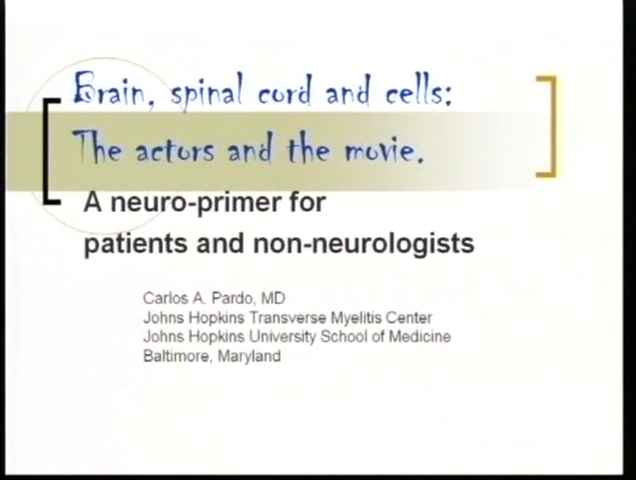 Brain, spinal cord and cells:
The actors and the movie.
A neuro-primer for
patients and non-neurologists
Carlos A. Pardo, MD
Johns Hopkins Transverse Myelitis Center
Johns Hopkins University School of Medicine
Baltimore, Maryland